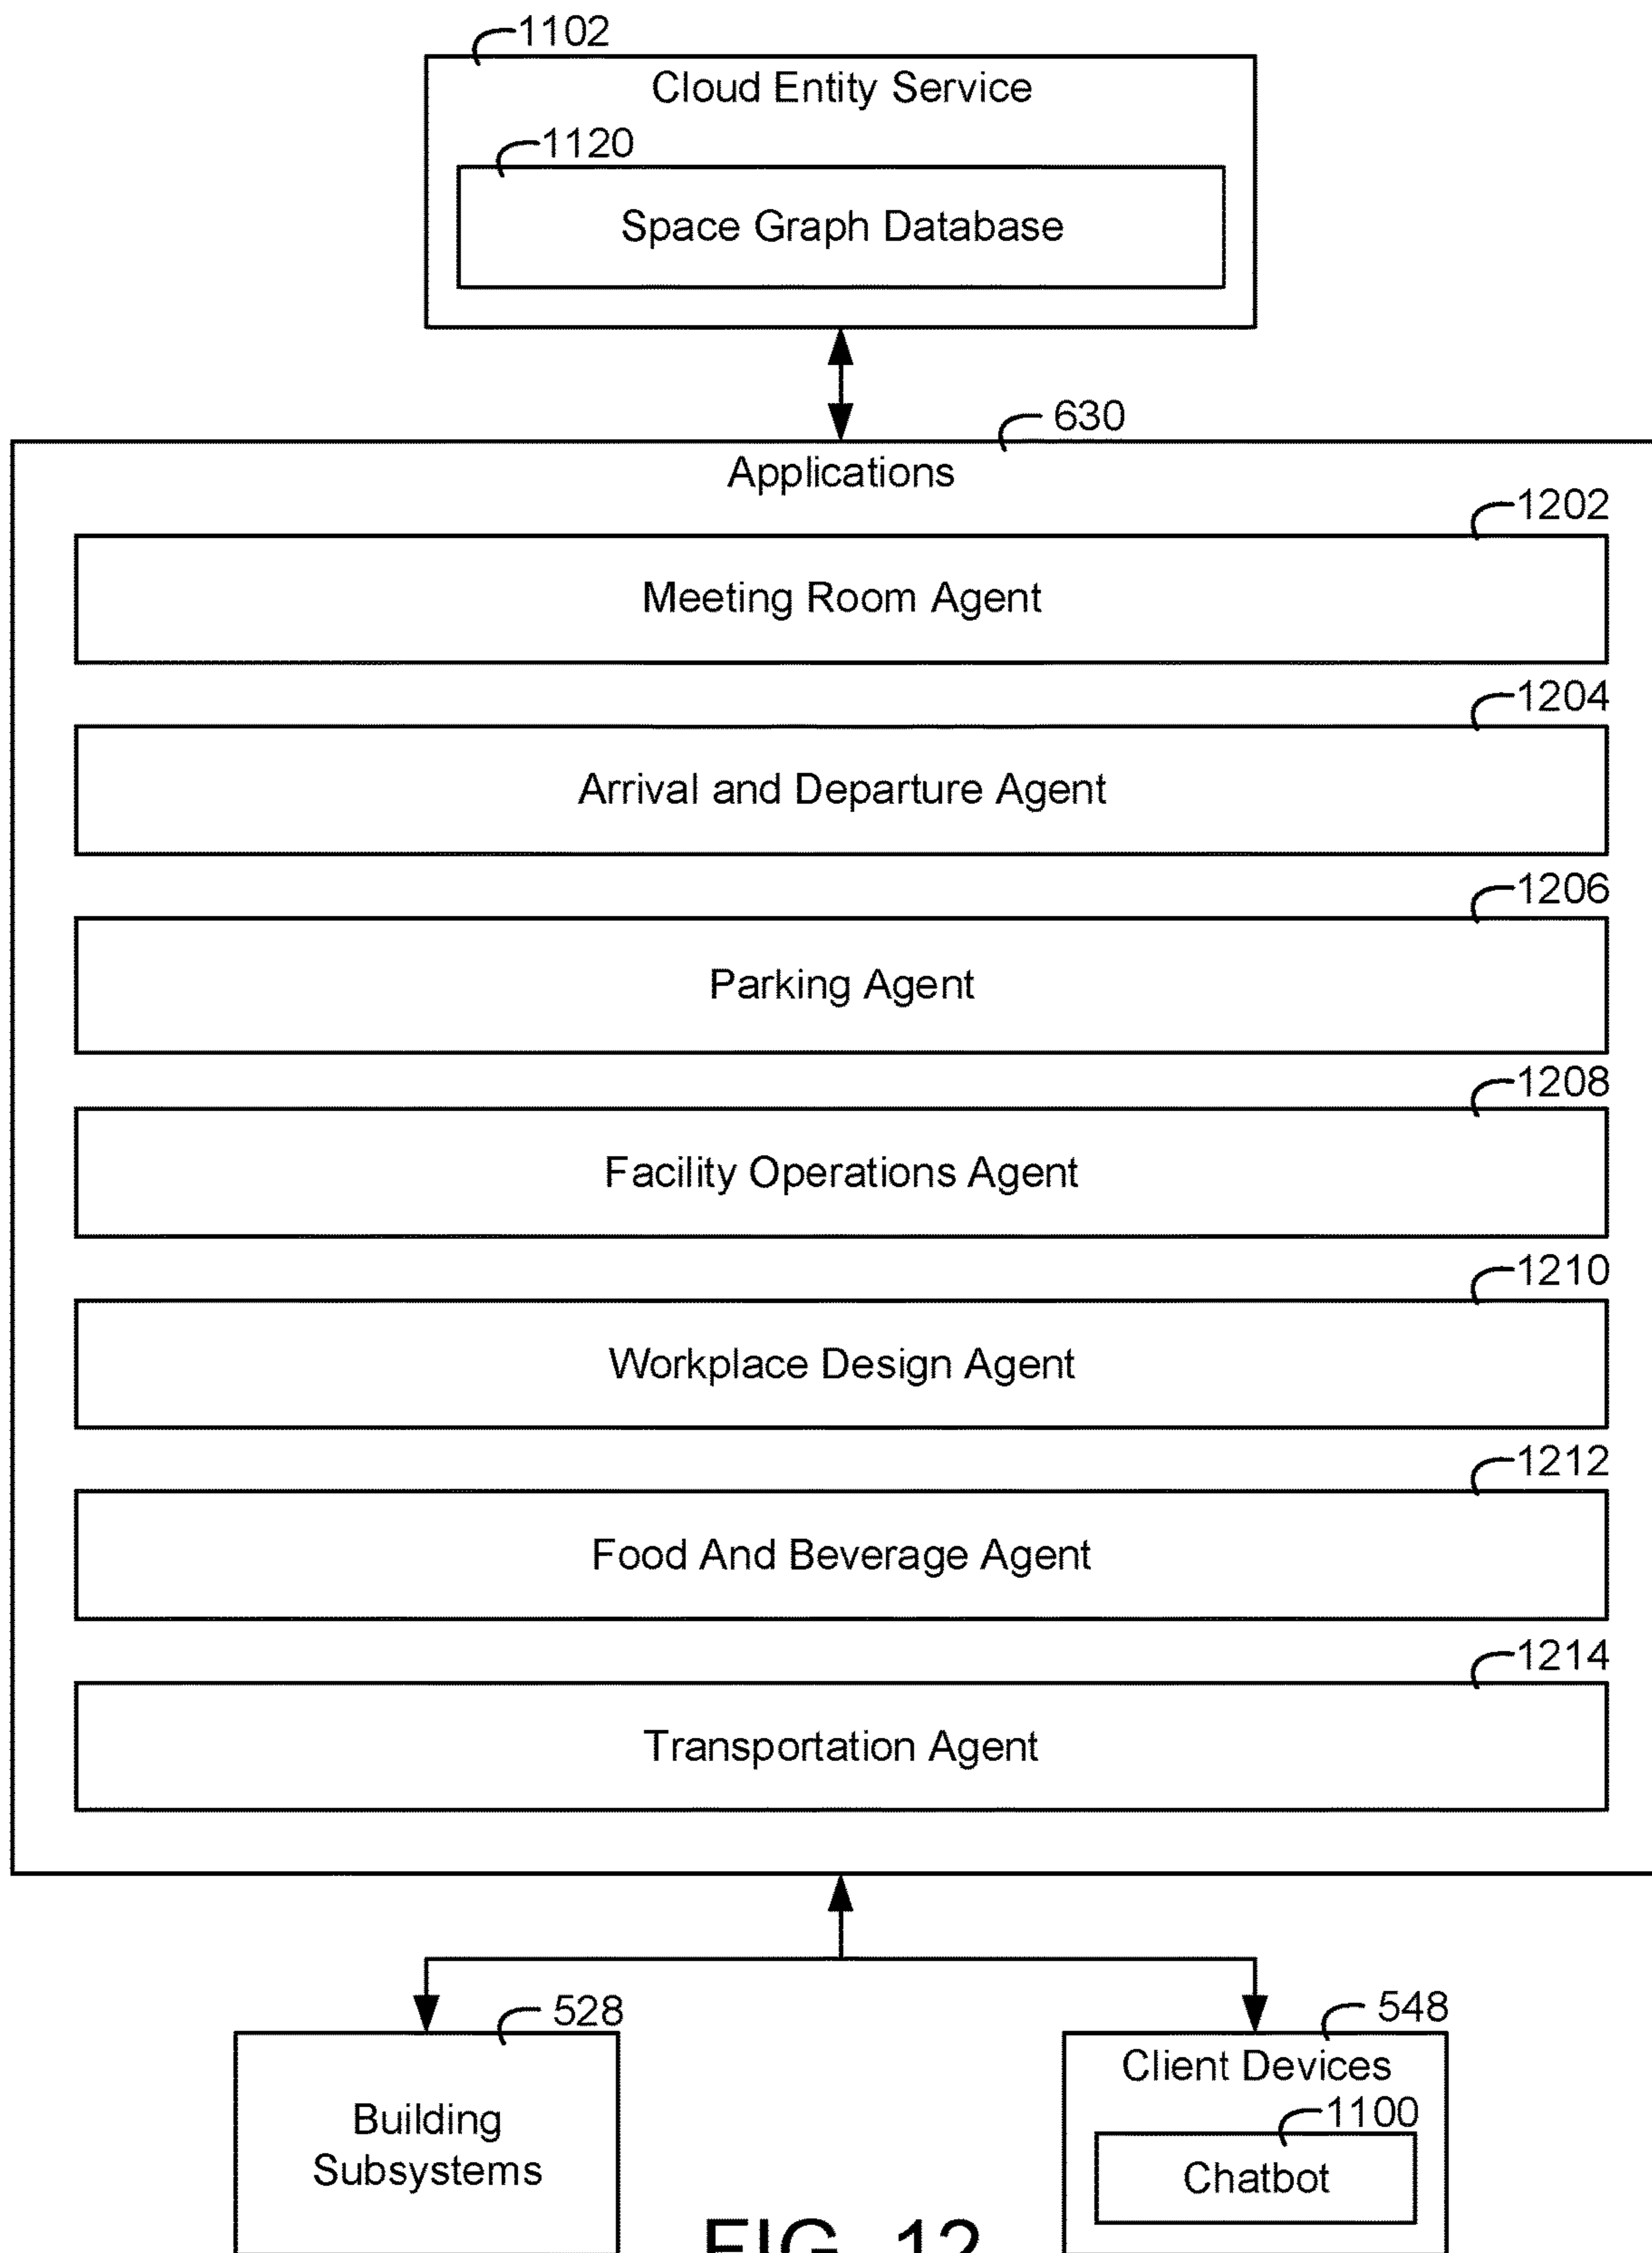 1102
Cloud Entity Service
1120
Space Graph Database
630
Applications
1202
Meeting Room Agent
1204
Arrival and Departure Agent
1206
Parking Agent
1208
Facility Operations Agent
1210
Workplace Design Agent
1212
Food And Beverage Agent
1214
Transportation Agent
528
Building
Subsystems
548
Client Devices
1100
Chatbot
FIG. 12